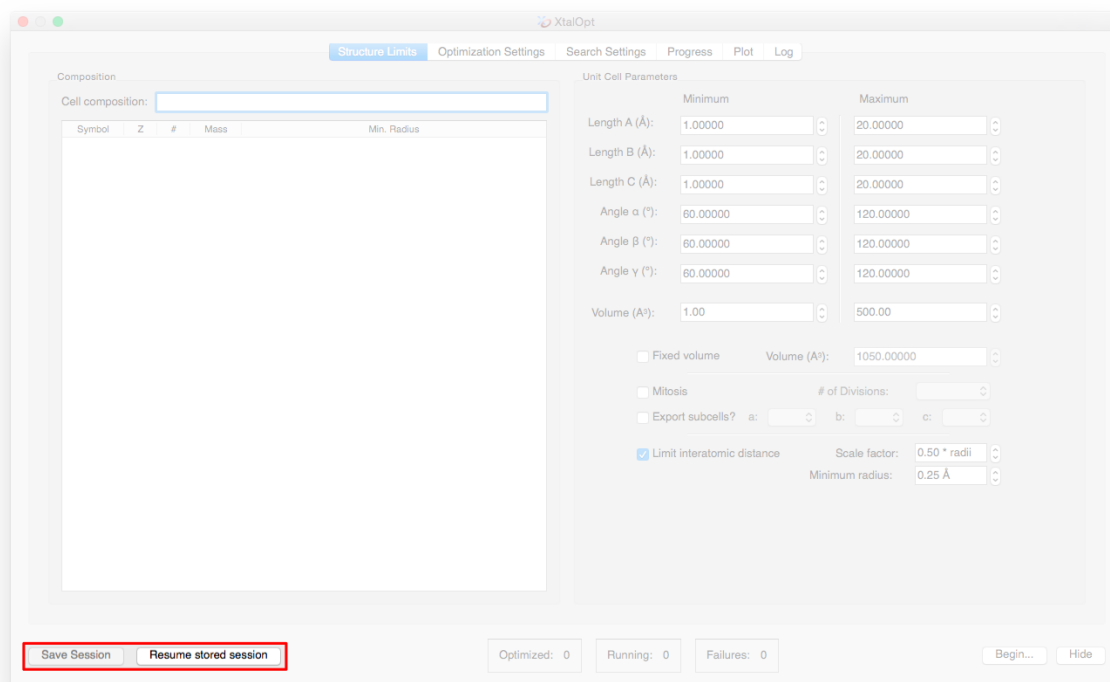 XtalOpt
Structure Limits Optimization Settings Search Settings Progress Plot Log
Composition
Cell composition:
Symbol Z # Mass Min. Radius
Unit Cell Parameters
Minimum Maximum
Length A (Å): 1.00000 20.00000
Length B (Å): 1.00000 20.00000
Length C (Å): 1.00000 20.00000
Angle α (º): 60.00000 120.00000
Angle β (º): 60.00000 120.00000
Angle γ (º): 60.00000 120.00000
Volume (A³): 1.00 500.00
Fixed volume Volume (A³): 1050.00000
Mitosis # of Divisions:
Export subcells? a: b: c:
Limit interatomic distance Scale factor: 0.50 * radii
Minimum radius: 0.25 Å
Save Session Resume stored session Optimized: 0 Running: 0 Failures: 0 Begin... Hide